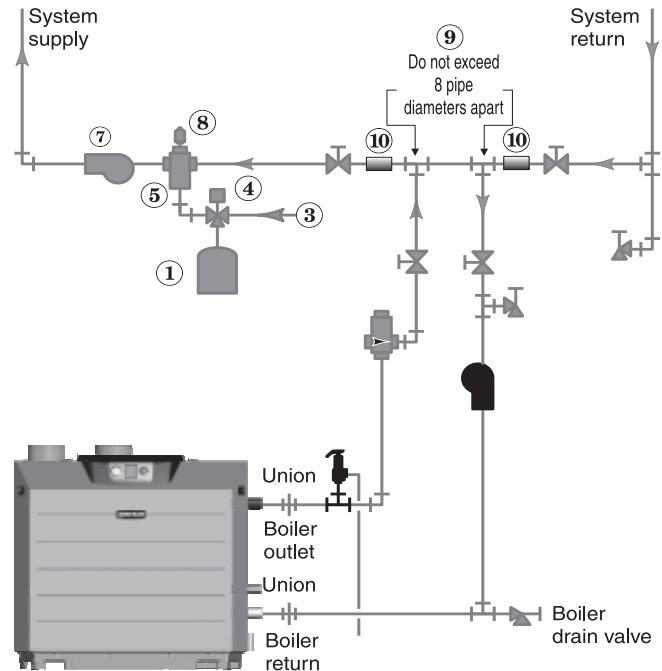 System
supply
System
return
9
Do not exceed
8 pipe
diameters apart
7
8
10
10
5
4
3
1
Union
Boiler
outlet
Union
Boiler
return
Boiler
drain valve